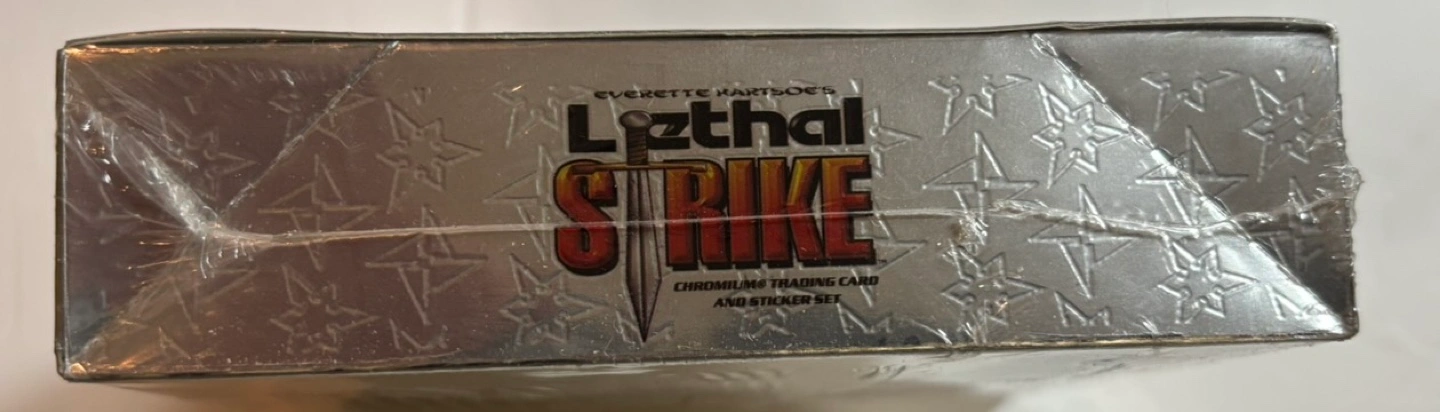 EVERETTE HARTSOE'S
Lethal
STRIKE
CHROMIUM® TRADING CARD
AND STICKER SET